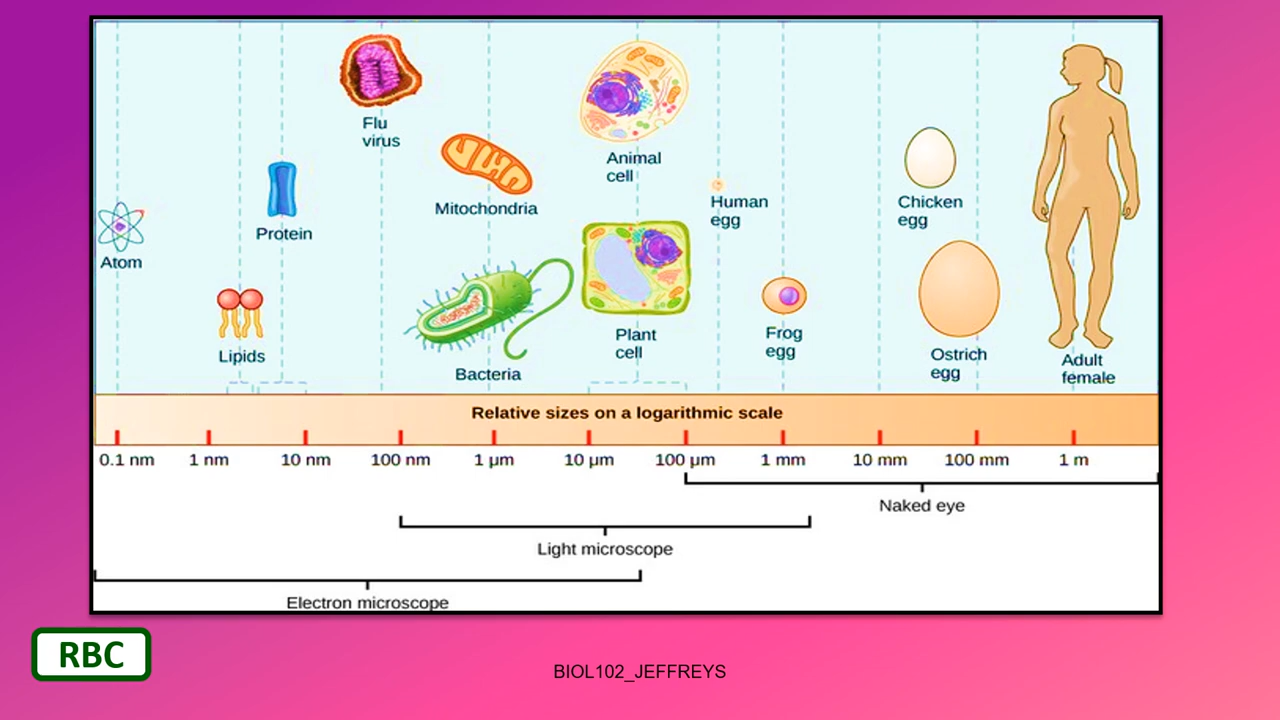 Flu
virus
Animal
cell
Mitochondria
Human
egg
Chicken
egg
Protein
Atom
Lipids
Bacteria
Plant
cell
Frog
egg
Ostrich
egg
Adult
female
Relative sizes on a logarithmic scale
0.1 nm 1 nm 10 nm 100 nm 1 µm 10 µm 100 µm 1 mm 10 mm 100 mm 1 m
Naked eye
Light microscope
Electron microscope
RBC
BIOL102_JEFFREYS